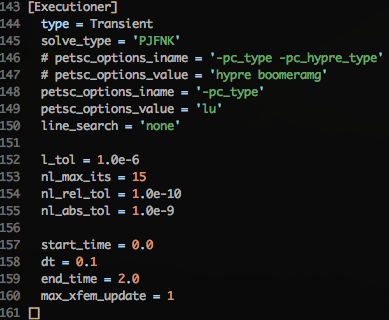 143 [Executioner]
144   type = Transient
145   solve_type = 'PJFNK'
146   # petsc_options_iname = '-pc_type -pc_hypre_type'
147   # petsc_options_value = 'hypre boomeramg'
148   petsc_options_iname = '-pc_type'
149   petsc_options_value = 'lu'
150   line_search = 'none'
151
152   l_tol = 1.0e-6
153   nl_max_its = 15
154   nl_rel_tol = 1.0e-10
155   nl_abs_tol = 1.0e-9
156
157   start_time = 0.0
158   dt = 0.1
159   end_time = 2.0
160   max_xfem_update = 1
161 []